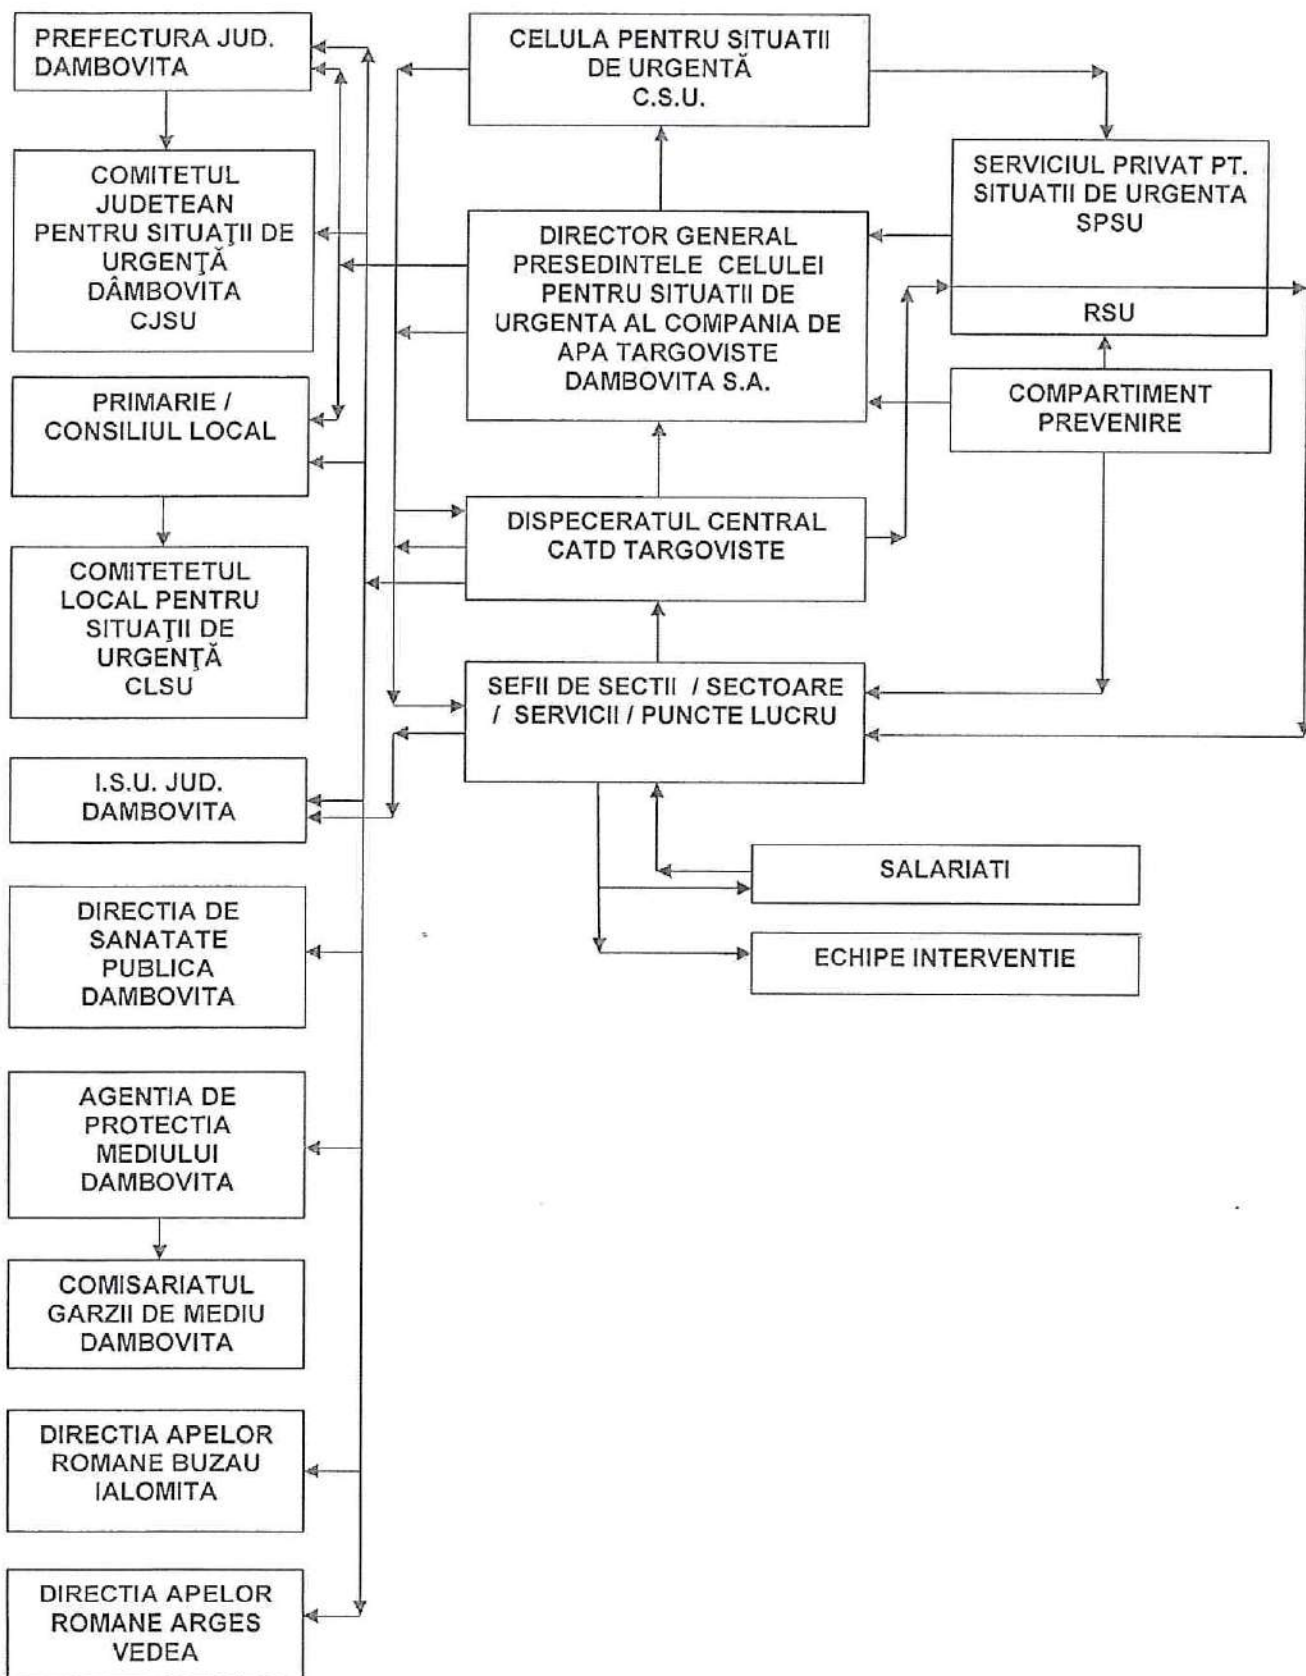 PREFECTURA JUD.
DAMBOVITA
COMITETUL
JUDETEAN
PENTRU SITUAŢII DE
URGENŢĂ
DÂMBOVITA
CJSU
PRIMARIE /
CONSILIUL LOCAL
COMITETETUL
LOCAL PENTRU
SITUAŢII DE
URGENŢĂ
CLSU
I.S.U. JUD.
DAMBOVITA
DIRECTIA DE
SANATATE
PUBLICA
DAMBOVITA
AGENTIA DE
PROTECTIA
MEDIULUI
DAMBOVITA
COMISARIATUL
GARZII DE MEDIU
DAMBOVITA
DIRECTIA APELOR
ROMANE BUZAU
IALOMITA
DIRECTIA APELOR
ROMANE ARGES
VEDEA
CELULA PENTRU SITUATII
DE URGENTĂ
C.S.U.
DIRECTOR GENERAL
PRESEDINTELE CELULEI
PENTRU SITUATII DE
URGENTA AL COMPANIA DE
APA TARGOVISTE
DAMBOVITA S.A.
DISPECERATUL CENTRAL
CATD TARGOVISTE
SEFII DE SECTII / SECTOARE
/ SERVICII / PUNCTE LUCRU
SALARIATI
ECHIPE INTERVENTIE
SERVICIUL PRIVAT PT.
SITUATII DE URGENTA
SPSU
RSU
COMPARTIMENT
PREVENIRE